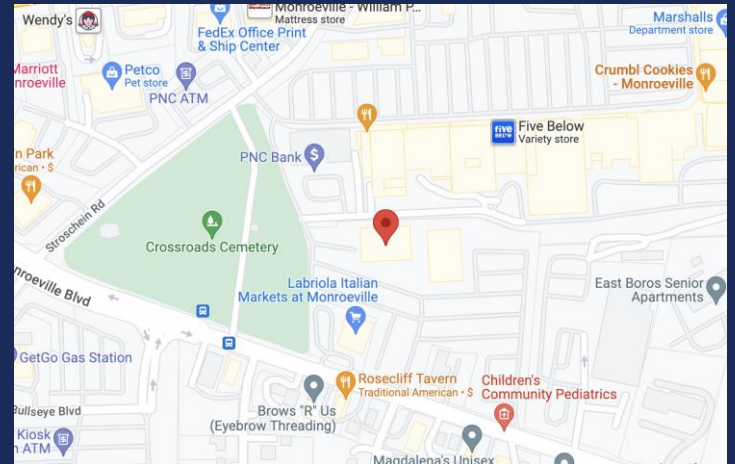 Monroeville - William P...
Mattress store
Wendy's
FedEx Office Print
& Ship Center
Marshalls
Department store
Marriott
nroeville
Petco
Pet store
PNC ATM
Crumbl Cookies
- Monroeville
five
BELOW
Five Below
Variety store
PNC Bank
n Park
rican • $
Stroschein Rd
Crossroads Cemetery
nroeville Blvd
Labriola Italian
Markets at Monroeville
East Boros Senior
Apartments
GetGo Gas Station
Rosecliff Tavern
Traditional American • $
Children's
Community Pediatrics
Bullseye Blvd
Brows "R" Us
(Eyebrow Threading)
Kiosk
n ATM
Magdalena's Unisex